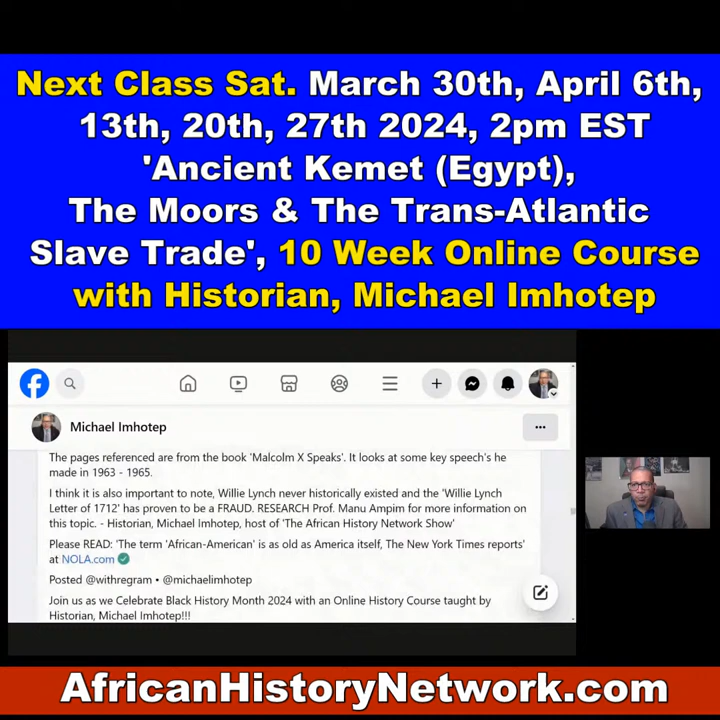 Next Class Sat. March 30th, April 6th,
13th, 20th, 27th 2024, 2pm EST
'Ancient Kemet (Egypt),
The Moors & The Trans-Atlantic
Slave Trade', 10 Week Online Course
with Historian, Michael Imhotep
Michael Imhotep
The pages referenced are from the book 'Malcolm X Speaks'. It looks at some key speech's he
made in 1963 - 1965.
I think it is also important to note, Willie Lynch never historically existed and the 'Willie Lynch
Letter of 1712' has proven to be a FRAUD. RESEARCH Prof. Manu Ampim for more information on
this topic. - Historian, Michael Imhotep, host of 'The African History Network Show'
Please READ: 'The term 'African-American' is as old as America itself, The New York Times reports'
at NOLA.com
Posted @withregram • @michaelimhotep
Join us as we Celebrate Black History Month 2024 with an Online History Course taught by
Historian, Michael Imhotep!!!
AfricanHistoryNetwork.com